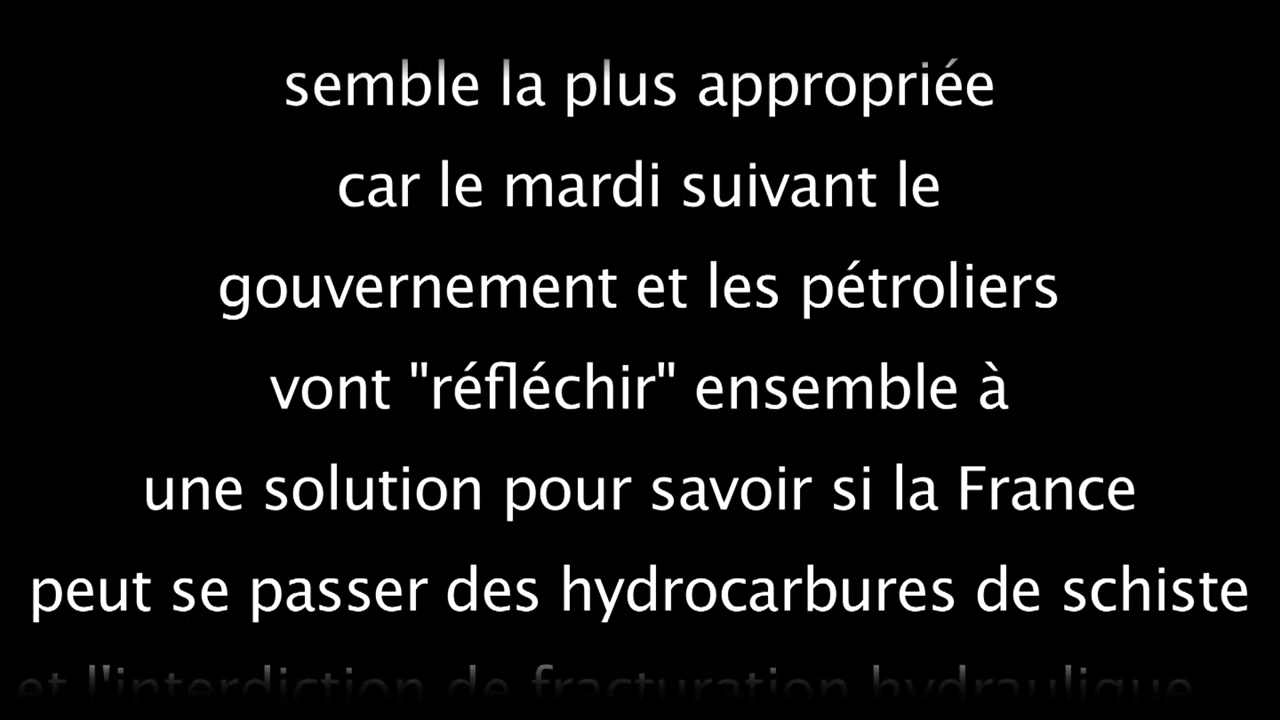 semble la plus appropriée
car le mardi suivant le
gouvernement et les pétroliers
vont "réfléchir" ensemble à
une solution pour savoir si la France
peut se passer des hydrocarbures de schiste
et l'interdiction de fracturation hydraulique